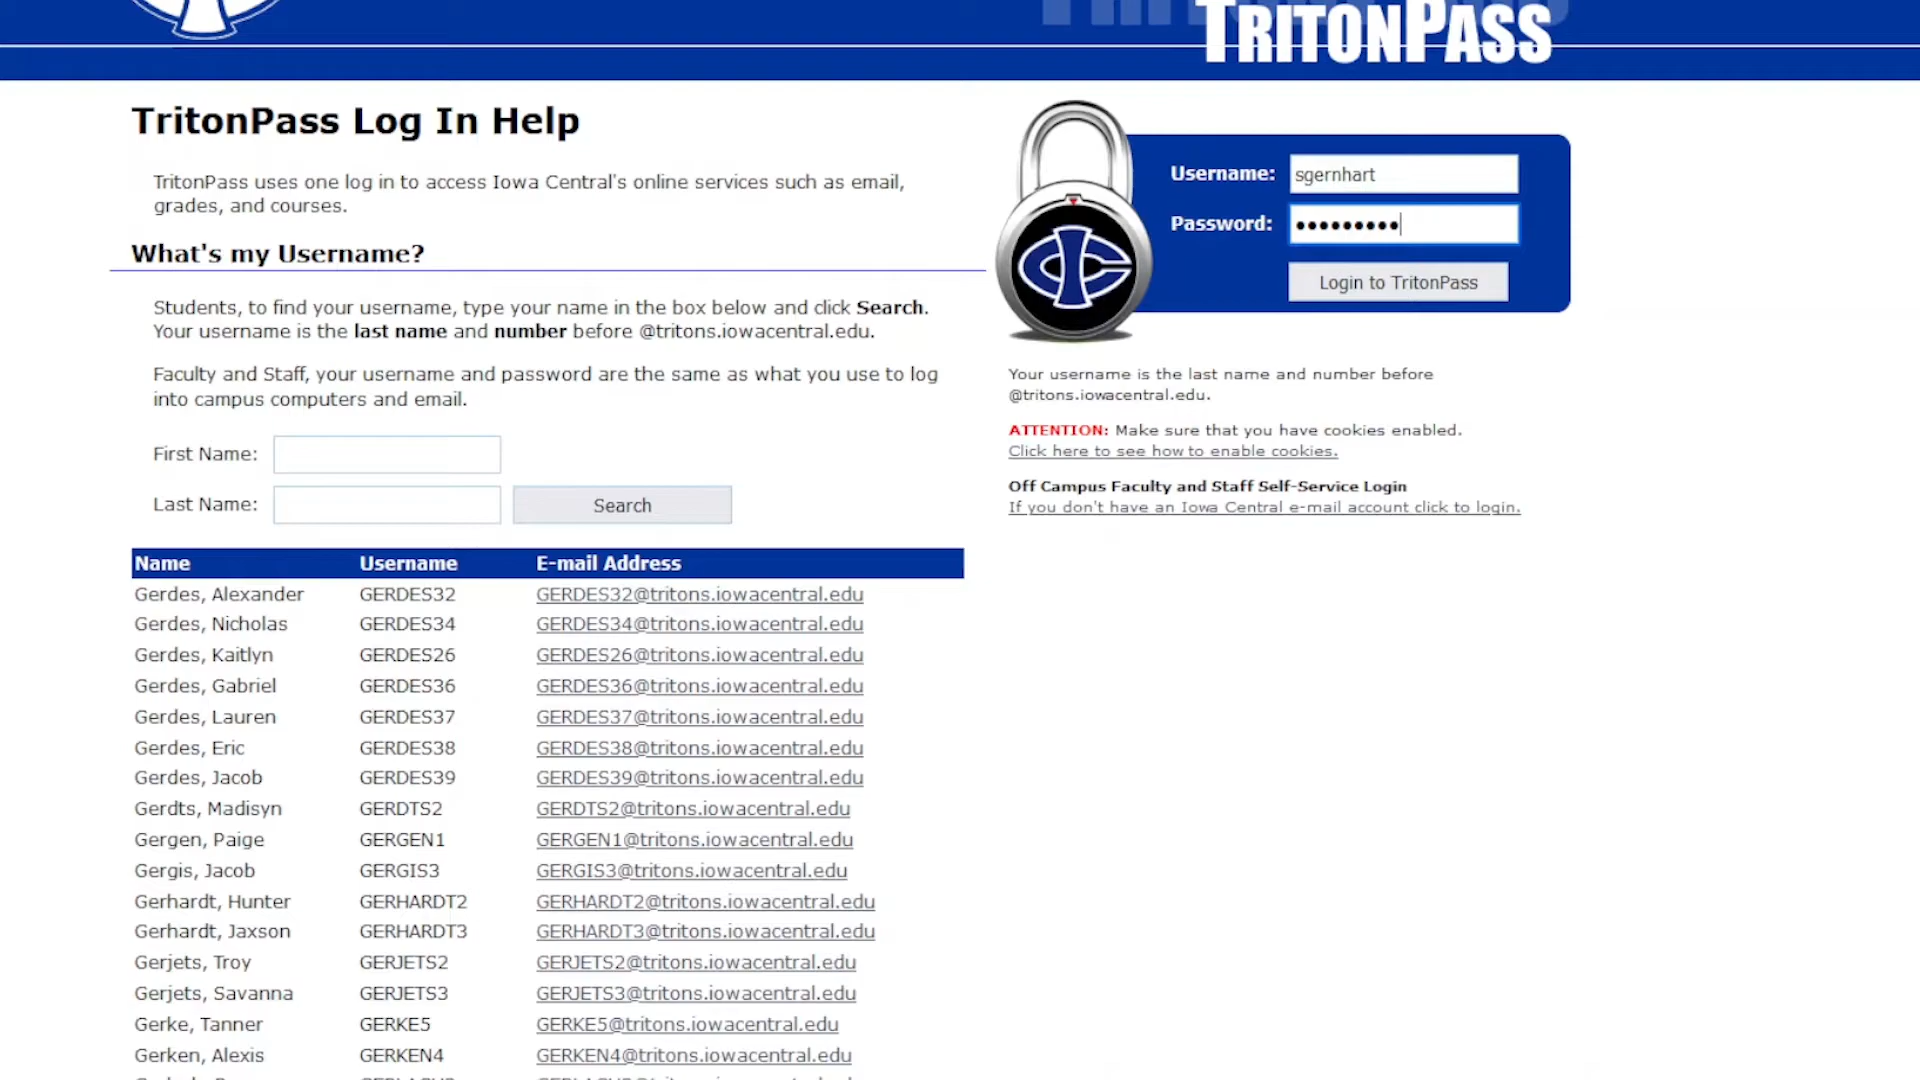 TRITONPASS
TritonPass Log In Help
TritonPass uses one log in to access Iowa Central's online services such as email,
grades, and courses.
What's my Username?
Students, to find your username, type your name in the box below and click Search.
Your username is the last name and number before @tritons.iowacentral.edu.
Faculty and Staff, your username and password are the same as what you use to log
into campus computers and email.
First Name:
Last Name: Search
Name Username E-mail Address
Gerdes, Alexander GERDES32 GERDES32@tritons.iowacentral.edu
Gerdes, Nicholas GERDES34 GERDES34@tritons.iowacentral.edu
Gerdes, Kaitlyn GERDES26 GERDES26@tritons.iowacentral.edu
Gerdes, Gabriel GERDES36 GERDES36@tritons.iowacentral.edu
Gerdes, Lauren GERDES37 GERDES37@tritons.iowacentral.edu
Gerdes, Eric GERDES38 GERDES38@tritons.iowacentral.edu
Gerdes, Jacob GERDES39 GERDES39@tritons.iowacentral.edu
Gerdts, Madisyn GERDTS2 GERDTS2@tritons.iowacentral.edu
Gergen, Paige GERGEN1 GERGEN1@tritons.iowacentral.edu
Gergis, Jacob GERGIS3 GERGIS3@tritons.iowacentral.edu
Gerhardt, Hunter GERHARDT2 GERHARDT2@tritons.iowacentral.edu
Gerhardt, Jaxson GERHARDT3 GERHARDT3@tritons.iowacentral.edu
Gerjets, Troy GERJETS2 GERJETS2@tritons.iowacentral.edu
Gerjets, Savanna GERJETS3 GERJETS3@tritons.iowacentral.edu
Gerke, Tanner GERKE5 GERKE5@tritons.iowacentral.edu
Gerken, Alexis GERKEN4 GERKEN4@tritons.iowacentral.edu
Username: sgernhart
Password: •••••••••
Login to TritonPass
Your username is the last name and number before
@tritons.iowacentral.edu.
ATTENTION: Make sure that you have cookies enabled.
Click here to see how to enable cookies.
Off Campus Faculty and Staff Self-Service Login
If you don't have an Iowa Central e-mail account click to login.